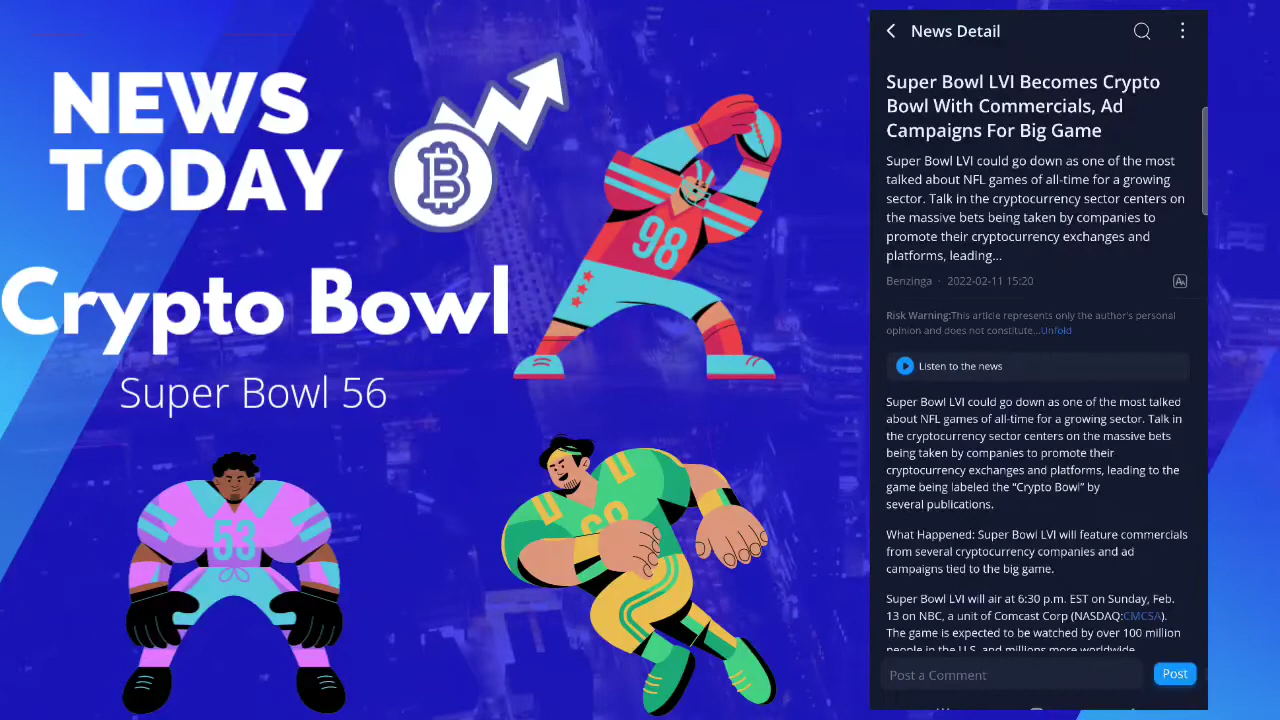 NEWS
TODAY
Crypto Bowl
Super Bowl 56
98
53
News Detail
Super Bowl LVI Becomes Crypto
Bowl With Commercials, Ad
Campaigns For Big Game
Super Bowl LVI could go down as one of the most
talked about NFL games of all-time for a growing
sector. Talk in the cryptocurrency sector centers on
the massive bets being taken by companies to
promote their cryptocurrency exchanges and
platforms, leading...
Benzinga · 2022-02-11 15:20
Risk Warning:This article represents only the author's personal
opinion and does not constitute...Unfold
Listen to the news
Super Bowl LVI could go down as one of the most talked
about NFL games of all-time for a growing sector. Talk in
the cryptocurrency sector centers on the massive bets
being taken by companies to promote their
cryptocurrency exchanges and platforms, leading to the
game being labeled the “Crypto Bowl” by
several publications.
What Happened: Super Bowl LVI will feature commercials
from several cryptocurrency companies and ad
campaigns tied to the big game.
Super Bowl LVI will air at 6:30 p.m. EST on Sunday, Feb.
13 on NBC, a unit of Comcast Corp (NASDAQ:CMCSA).
The game is expected to be watched by over 100 million
people in the U.S. and millions more worldwide
Post a Comment
Post